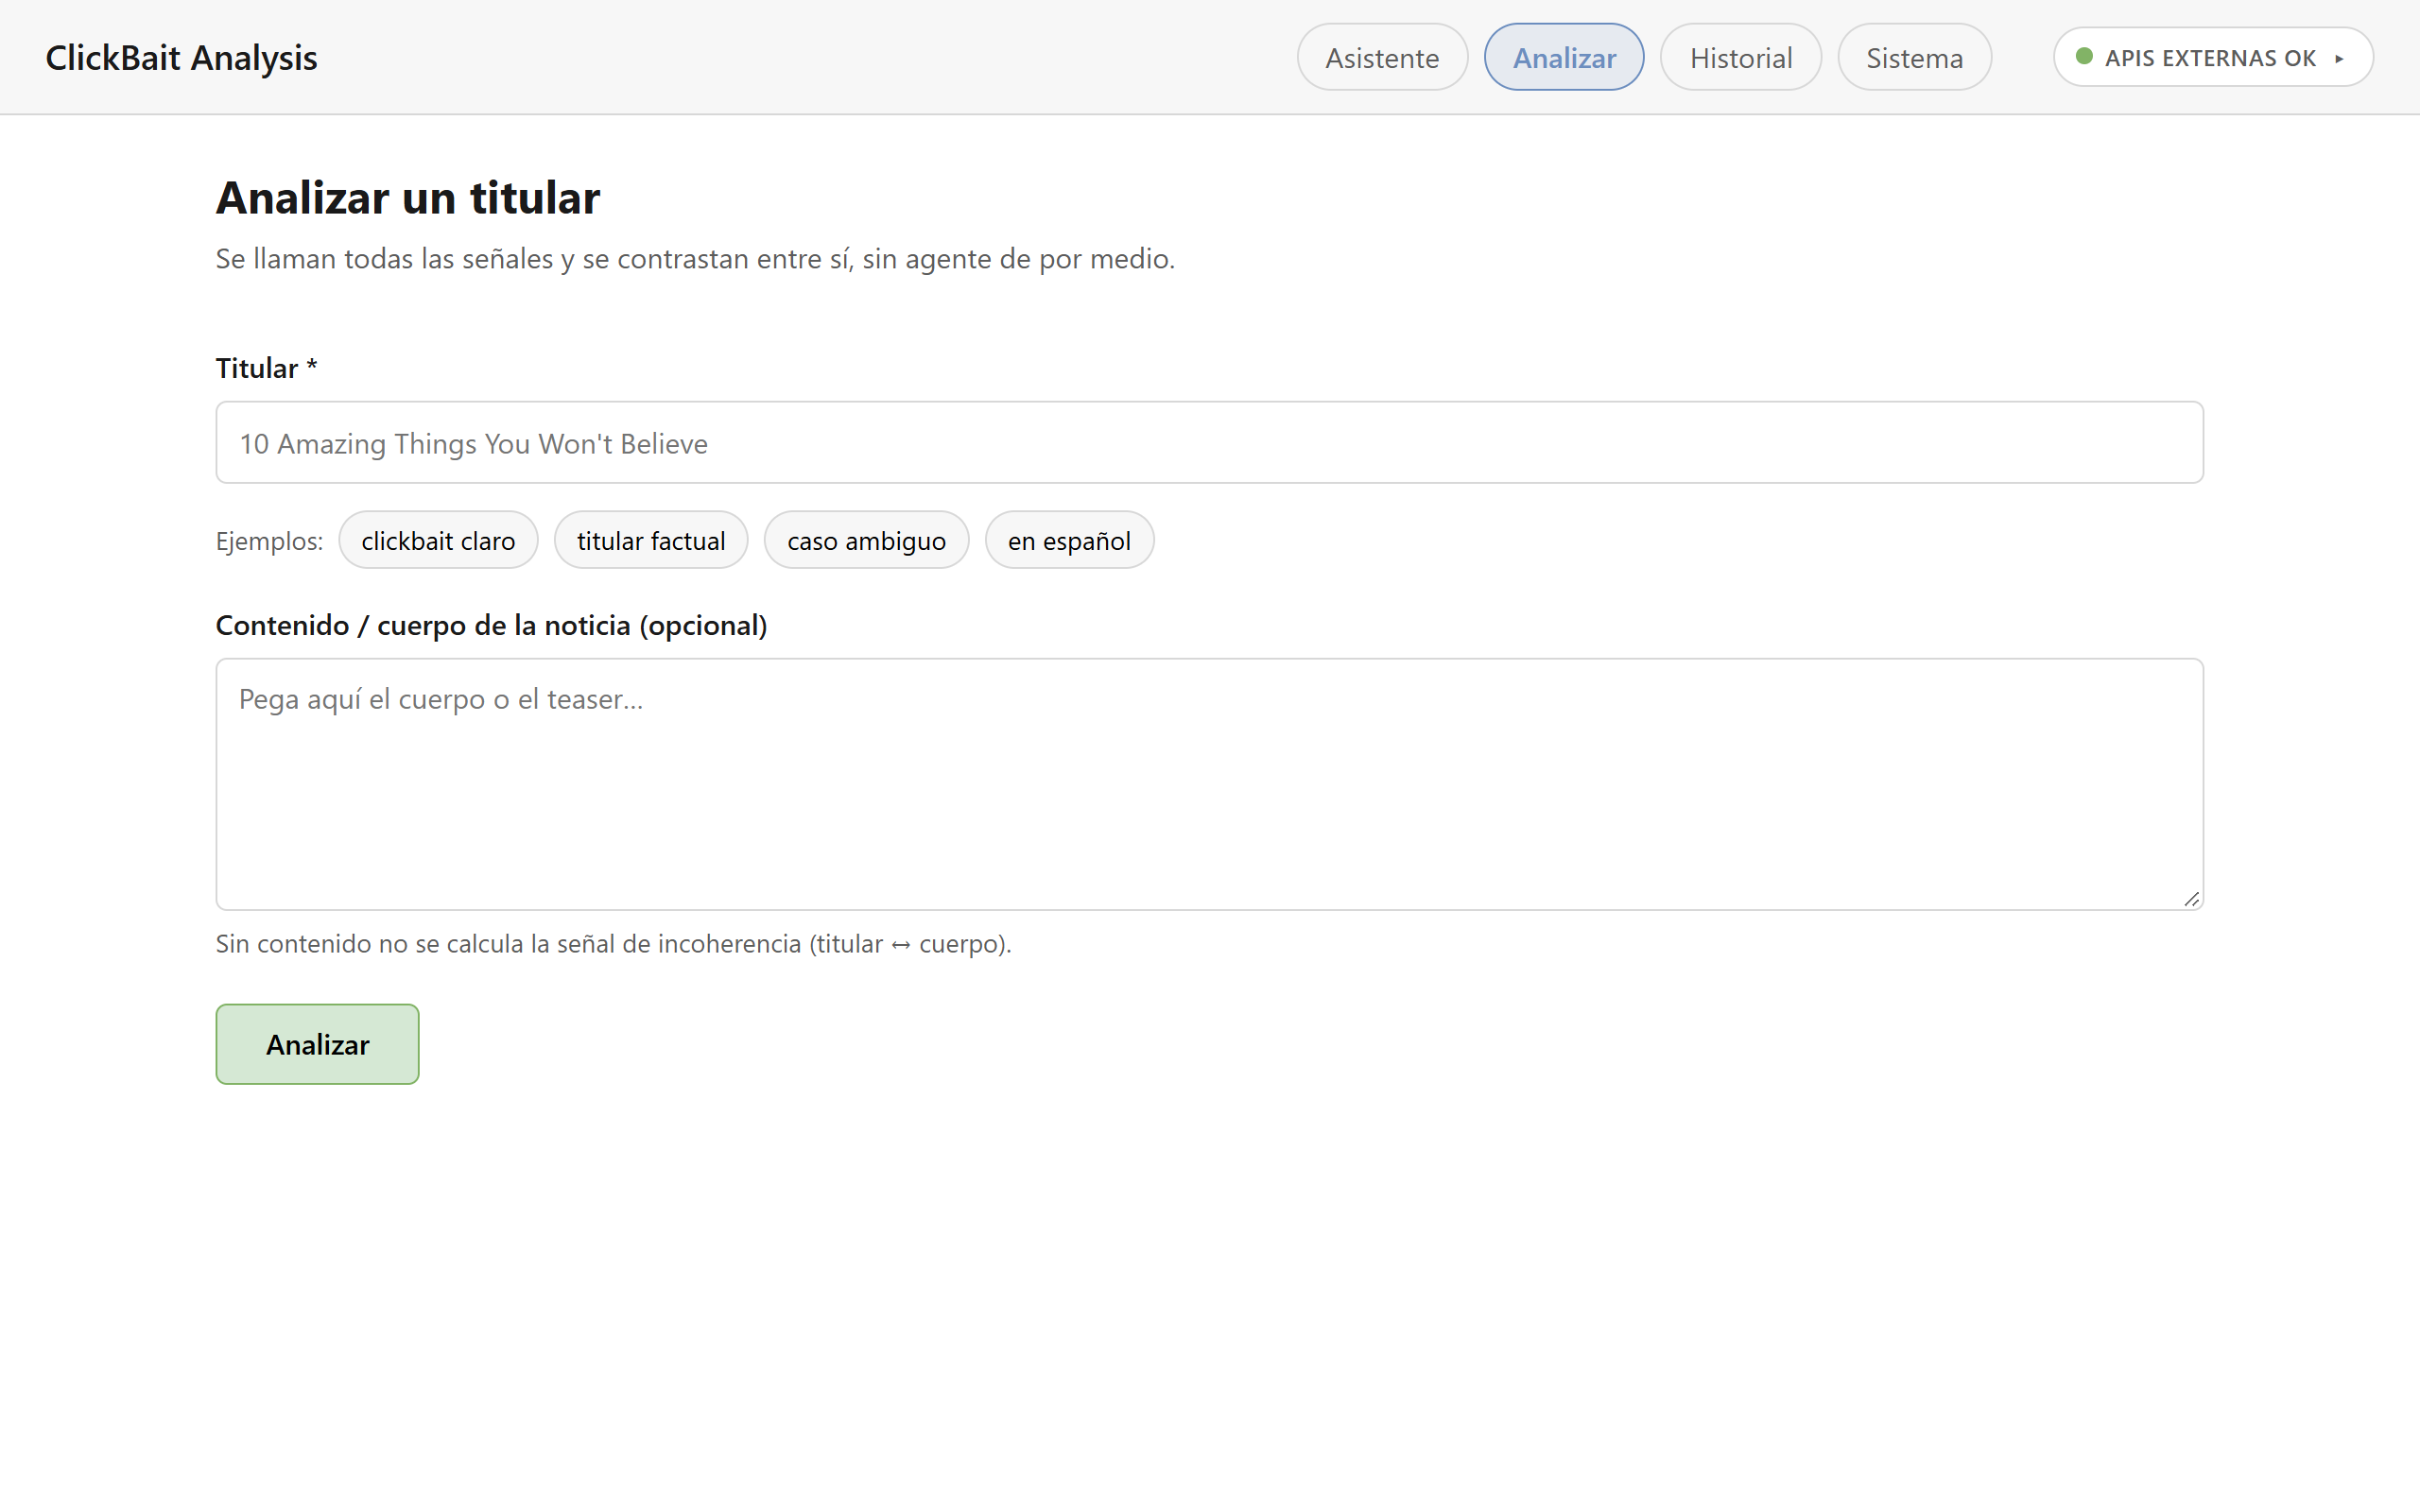 ClickBait Analysis
Asistente
Analizar
Historial
Sistema
APIS EXTERNAS OK ▸
Analizar un titular
Se llaman todas las señales y se contrastan entre sí, sin agente de por medio.
Titular *
10 Amazing Things You Won't Believe
Ejemplos:
clickbait claro
titular factual
caso ambiguo
en español
Contenido / cuerpo de la noticia (opcional)
Pega aquí el cuerpo o el teaser...
Sin contenido no se calcula la señal de incoherencia (titular ↔ cuerpo).
Analizar